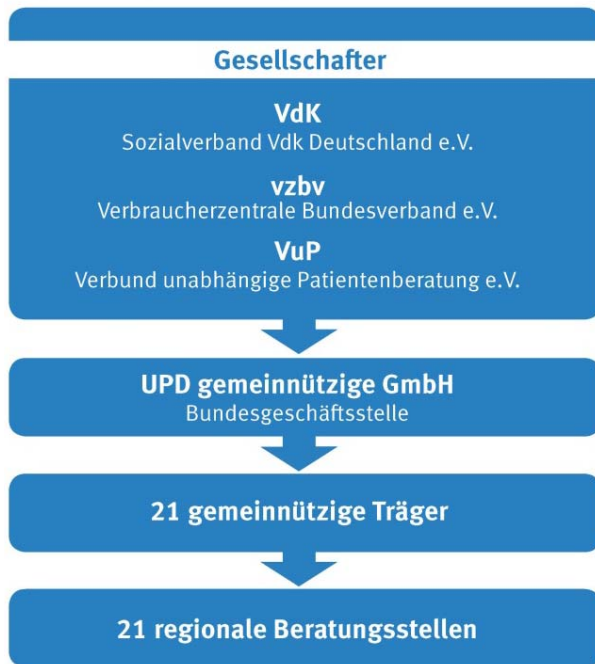 Gesellschafter
VdK
Sozialverband Vdk Deutschland e.V.
vzbv
Verbraucherzentrale Bundesverband e.V.
VuP
Verbund unabhängige Patientenberatung e.V.
UPD gemeinnützige GmbH
Bundesgeschäftsstelle
21 gemeinnützige Träger
21 regionale Beratungsstellen